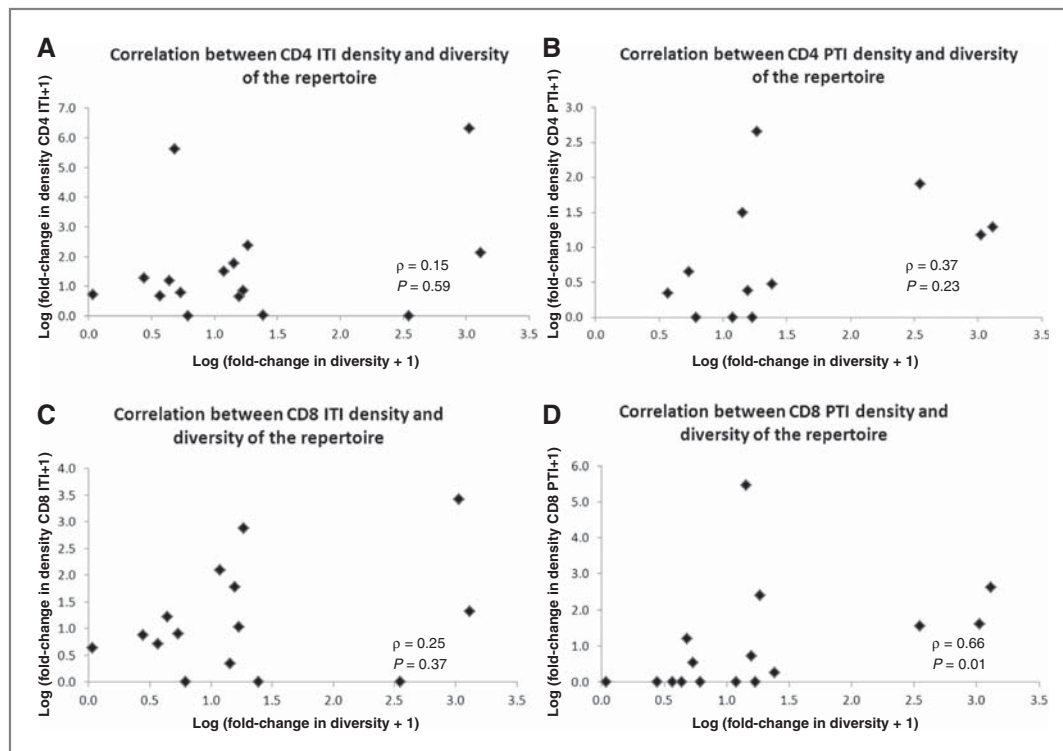 A
Correlation between CD4 ITI density and diversity
of the repertoire
Log (fold-change in density CD4 ITI+1)
7.0
6.0
5.0
4.0
3.0
2.0
1.0
0.0
0.0 0.5 1.0 1.5 2.0 2.5 3.0 3.5
ρ = 0.15
P = 0.59
Log (fold-change in diversity + 1)
B
Correlation between CD4 PTI density and diversity
of the repertoire
Log (fold-change in density CD4 PTI+1)
3.0
2.5
2.0
1.5
1.0
0.5
0.0
0.0 0.5 1.0 1.5 2.0 2.5 3.0 3.5
ρ = 0.37
P = 0.23
Log (fold-change in diversity + 1)
C
Correlation between CD8 ITI density and
diversity of the repertoire
Log (fold-change in density CD8 ITI+1)
4.0
3.5
3.0
2.5
2.0
1.5
1.0
0.5
0.0
0.0 0.5 1.0 1.5 2.0 2.5 3.0 3.5
ρ = 0.25
P = 0.37
Log (fold-change in diversity + 1)
D
Correlation between CD8 PTI density and
diversity of the repertoire
Log (fold-change in density CD8 PTI+1)
6.0
5.0
4.0
3.0
2.0
1.0
0.0
0.0 0.5 1.0 1.5 2.0 2.5 3.0 3.5
ρ = 0.66
P = 0.01
Log (fold-change in diversity + 1)